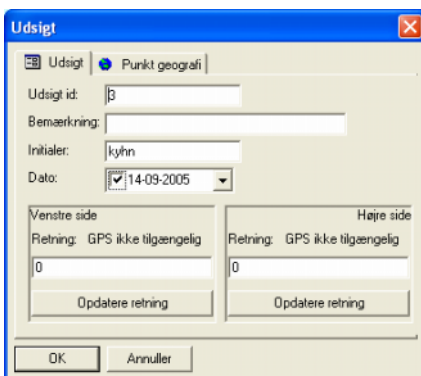 Udsigt
Udsigt Punkt geografi
Udsigt id: 3
Bemærkning:
Initialer: kyhn
Dato: 14-09-2005
Venstre side Højre side
Retning: GPS ikke tilgængelig Retning: GPS ikke tilgængelig
0 0
Opdatere retning Opdatere retning
OK Annuller